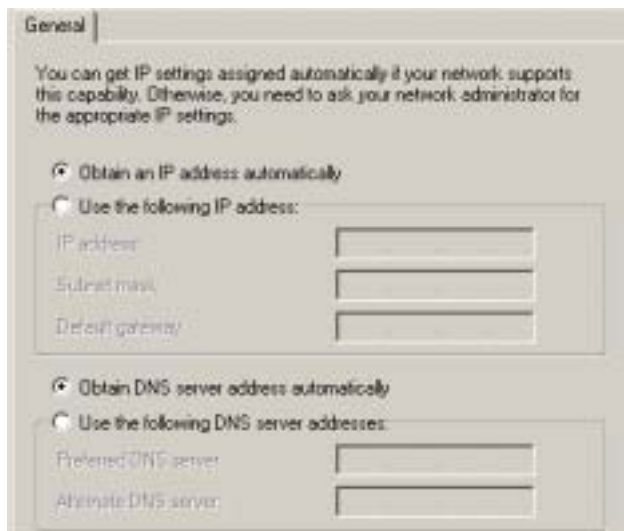 General
You can get IP settings assigned automatically if your network supports
this capability. Otherwise, you need to ask your network administrator for
the appropriate IP settings.
Obtain an IP address automatically
Use the following IP address:
IP address
Subnet mask
Default gateway
Obtain DNS server address automatically
Use the following DNS server addresses:
Preferred DNS server
Alternate DNS server